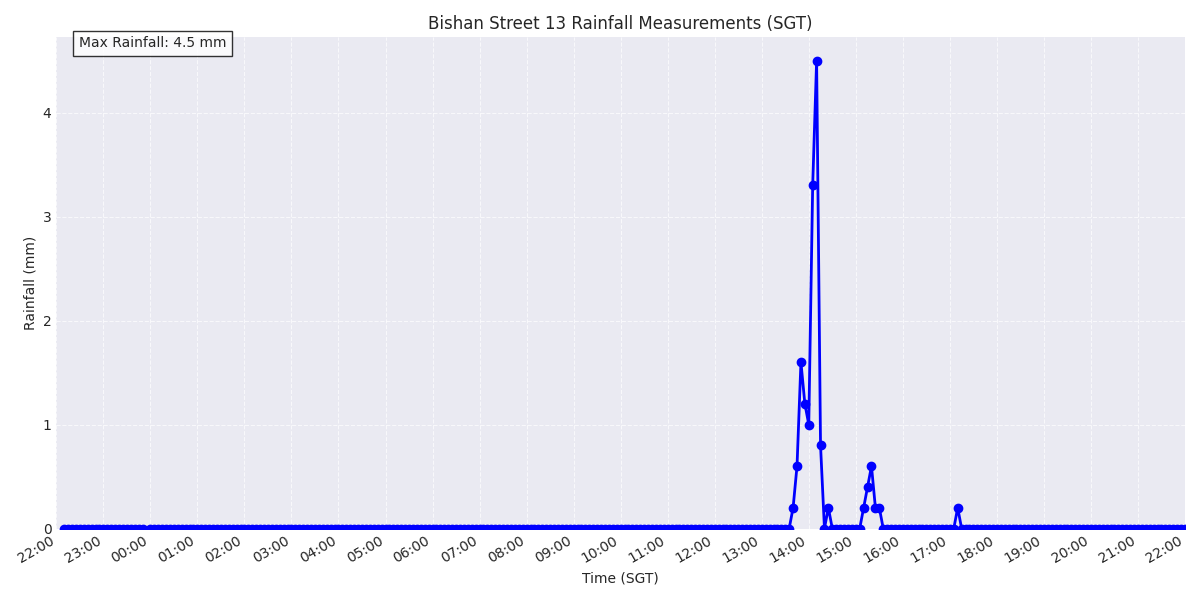 Bishan Street 13 Rainfall Measurements (SGT)
Max Rainfall: 4.5 mm
Rainfall (mm)
4
3
2
1
0
22:00 23:00 00:00 01:00 02:00 03:00 04:00 05:00 06:00 07:00 08:00 09:00 10:00 11:00 12:00 13:00 14:00 15:00 16:00 17:00 18:00 19:00 20:00 21:00 22:00
Time (SGT)